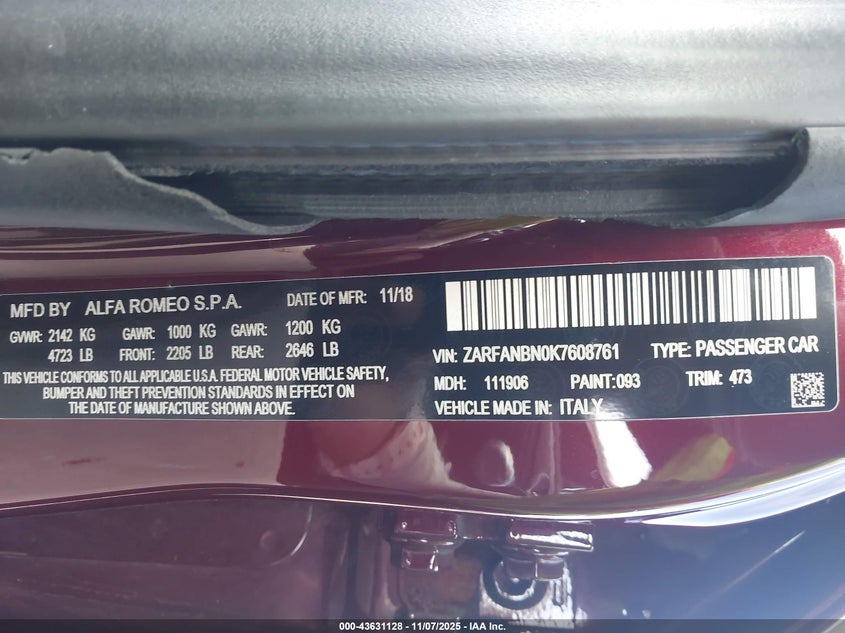 MFD BY ALFA ROMEO S.P.A. DATE OF MFR: 11/18
GVWR: 2142 KG GAWR: 1000 KG GAWR: 1200 KG
4723 LB FRONT: 2205 LB REAR: 2646 LB
THIS VEHICLE CONFORMS TO ALL APPLICABLE U.S.A. FEDERAL MOTOR VEHICLE SAFETY,
BUMPER AND THEFT PREVENTION STANDARDS IN EFFECT ON
THE DATE OF MANUFACTURE SHOWN ABOVE.
VIN: ZARFANBN0K7608761 TYPE: PASSENGER CAR
MDH: 111906 PAINT: 093 TRIM: 473
VEHICLE MADE IN: ITALY
000-43631128 - 11/07/2025 - IAA Inc.